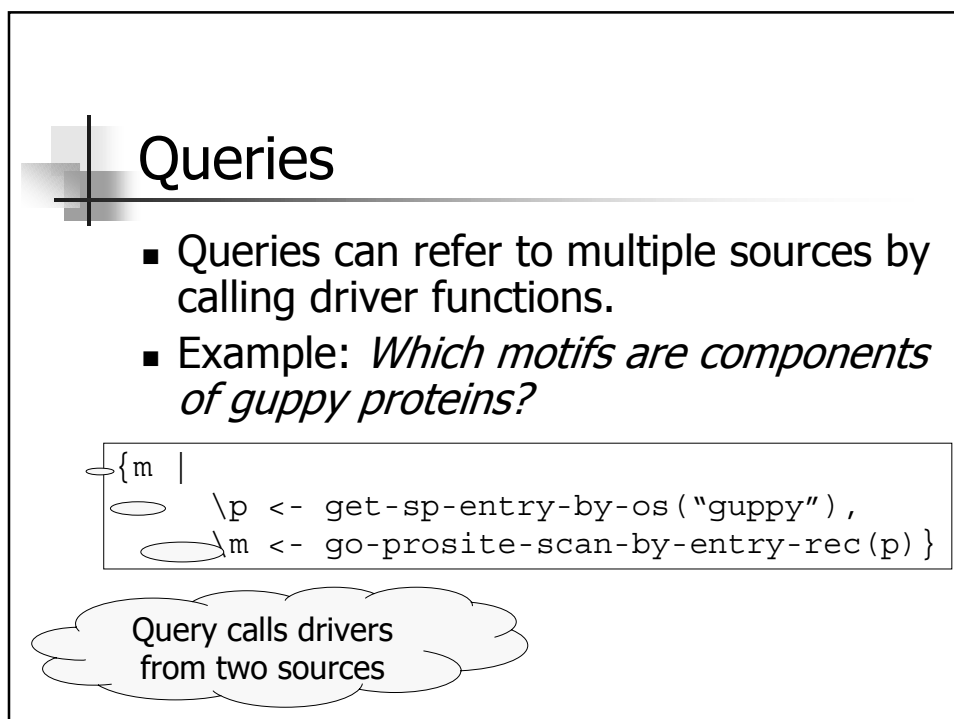 Queries
■ Queries can refer to multiple sources by
calling driver functions.
■ Example: Which motifs are components
of guppy proteins?
{m |
\p <- get-sp-entry-by-os(“guppy”),
\m <- go-prosite-scan-by-entry-rec(p)}
Query calls drivers
from two sources